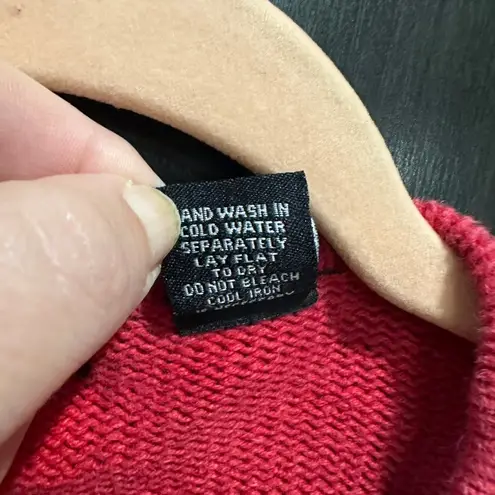 AND WASH IN
COLD WATER
SEPARATELY
LAY FLAT
TO DRY
DO NOT BLEACH
COOL IRON